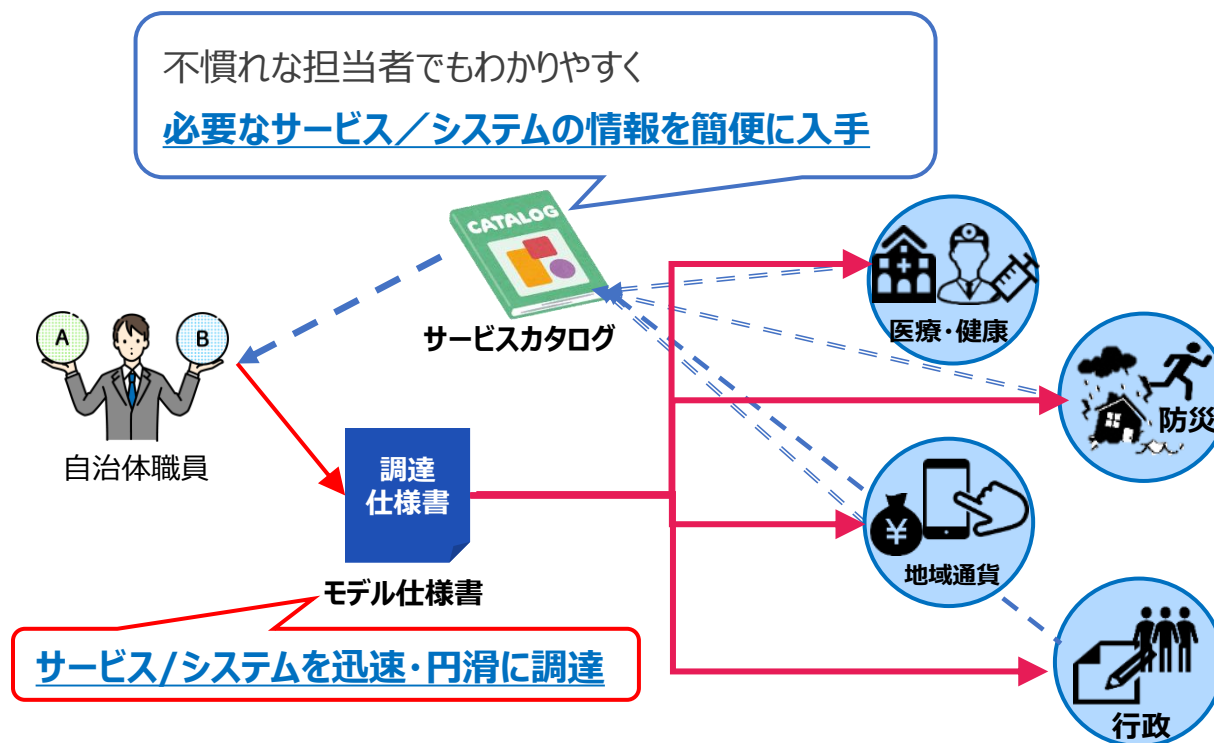 不慣れな担当者でもわかりやすく
必要なサービス／システムの情報を簡便に入手
CATALOG
サービスカタログ
A
B
自治体職員
調達
仕様書
モデル仕様書
サービス/システムを迅速・円滑に調達
医療・健康
防災
¥
地域通貨
行政